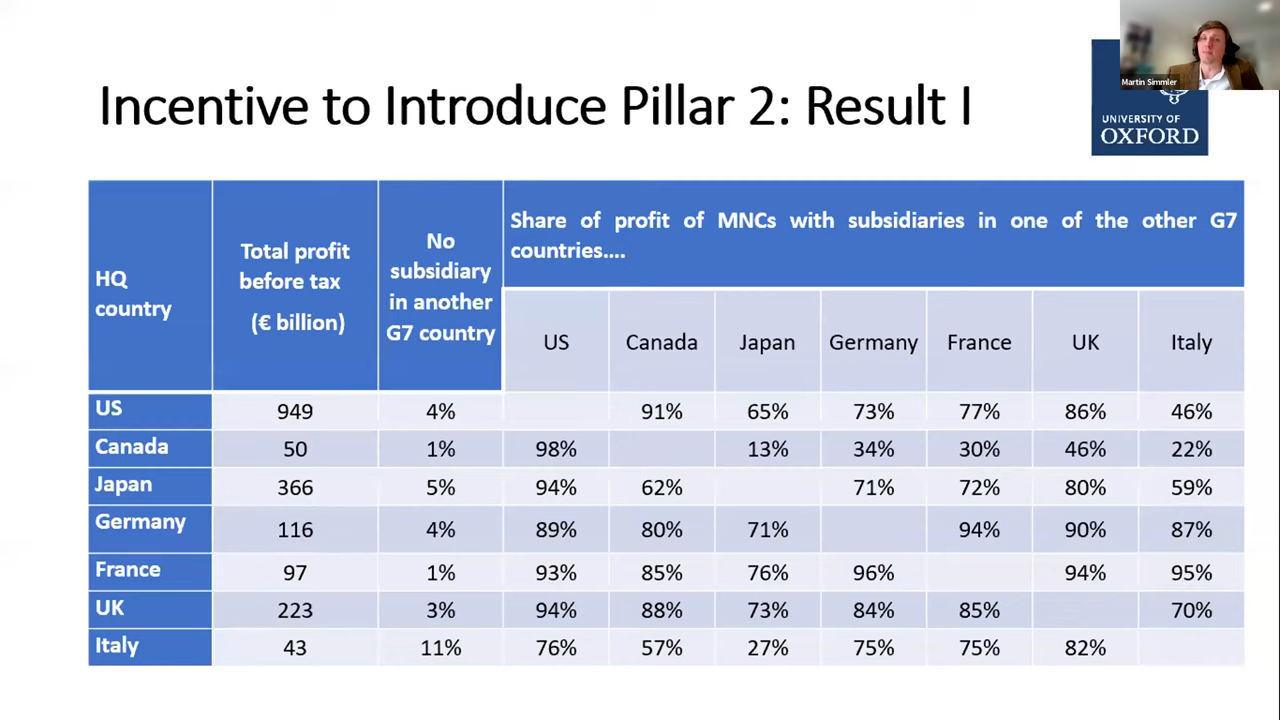 Martin Simmler
Incentive to Introduce Pillar 2: Result I
UNIVERSITY OF
OXFORD
HQ
country
Total profit
before tax
(€ billion)
No
subsidiary
in another
G7 country
Share of profit of MNCs with subsidiaries in one of the other G7
countries....
US Canada Japan Germany France UK Italy
US 949 4% 91% 65% 73% 77% 86% 46%
Canada 50 1% 98% 13% 34% 30% 46% 22%
Japan 366 5% 94% 62% 71% 72% 80% 59%
Germany 116 4% 89% 80% 71% 94% 90% 87%
France 97 1% 93% 85% 76% 96% 94% 95%
UK 223 3% 94% 88% 73% 84% 85% 70%
Italy 43 11% 76% 57% 27% 75% 75% 82%